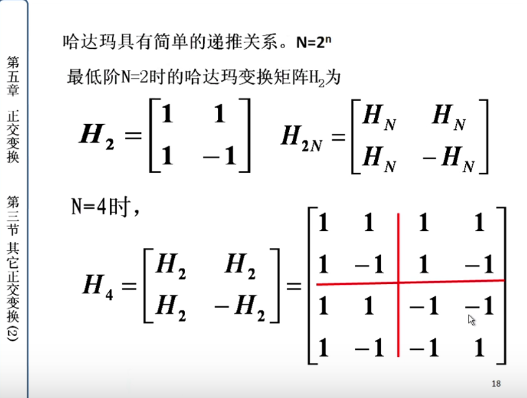 第五章 正交变换 第三节 其它正交变换(2)
哈达玛具有简单的递推关系。N=2ⁿ
最低阶N=2时的哈达玛变换矩阵H₂为
H₂ = [1 1; 1 −1] H₂N = [HN HN; HN −HN]
N=4时，
H₄ = [H₂ H₂; H₂ −H₂] = [1 1 1 1; 1 −1 1 −1; 1 1 −1 −1; 1 −1 −1 1]
18